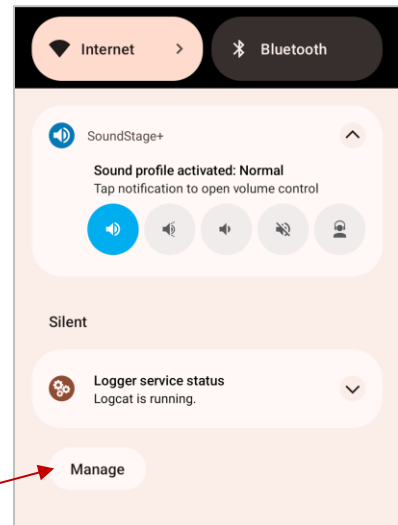 Internet
Bluetooth
SoundStage+
Sound profile activated: Normal
Tap notification to open volume control
Silent
Logger service status
Logcat is running.
Manage